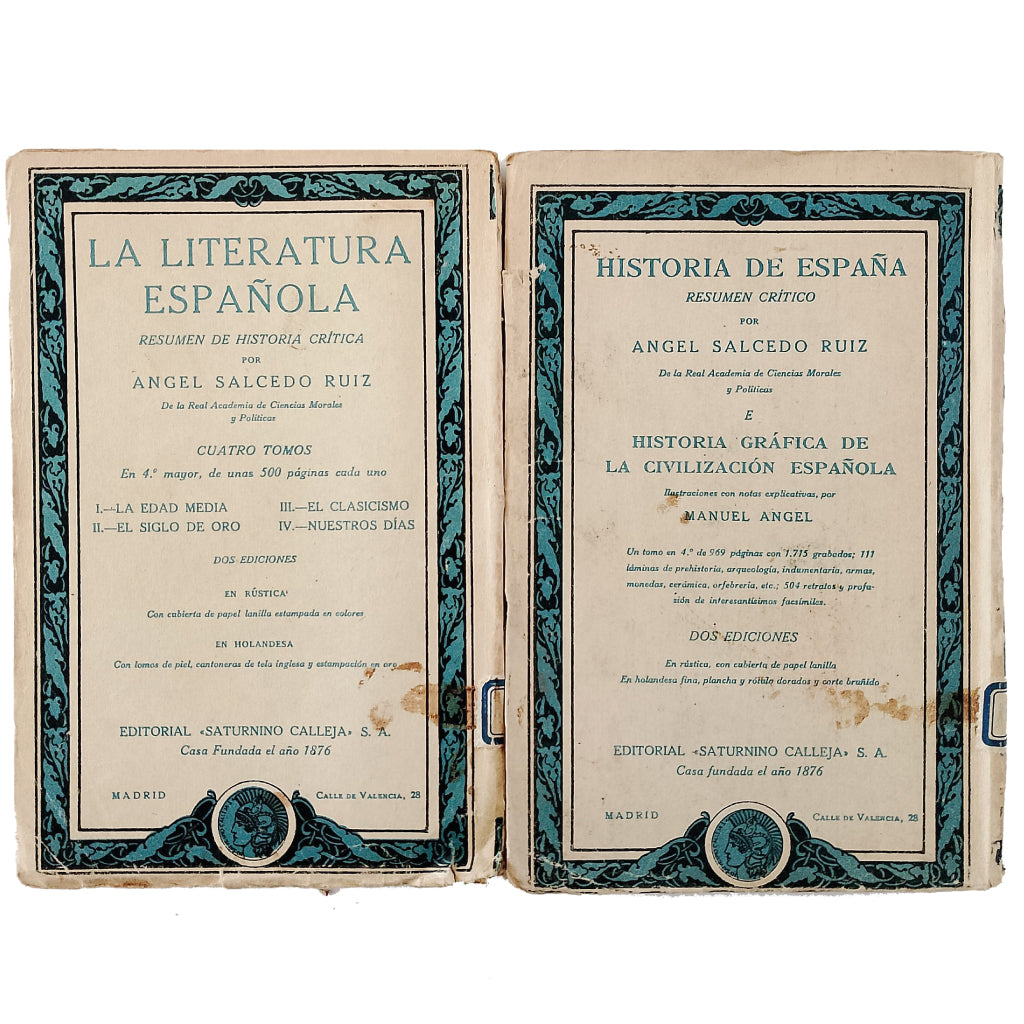 LA LITERATURA
ESPAÑOLA
RESUMEN DE HISTORIA CRÍTICA
POR
ANGEL SALCEDO RUIZ
De la Real Academia de Ciencias Morales
y Políticas
CUATRO TOMOS
En 4.º mayor, de unas 500 páginas cada uno
I.—LA EDAD MEDIA
II.—EL SIGLO DE ORO
III.—EL CLASICISMO
IV.—NUESTROS DÍAS
DOS EDICIONES
EN RÚSTICA
Con cubierta de papel lanilla estampada en colores
EN HOLANDESA
Con lomos de piel, cantoneras de tela inglesa y estampación en oro
EDITORIAL «SATURNINO CALLEJA» S. A.
Casa Fundada el año 1876
MADRID
CALLE DE VALENCIA, 28
HISTORIA DE ESPAÑA
RESUMEN CRÍTICO
POR
ANGEL SALCEDO RUIZ
De la Real Academia de Ciencias Morales
y Políticas
E
HISTORIA GRÁFICA DE
LA CIVILIZACIÓN ESPAÑOLA
Ilustraciones con notas explicativas, por
MANUEL ANGEL
Un tomo en 4.º de 969 páginas con 1.715 grabados; 111
láminas de prehistoria, arqueología, indumentaria, armas,
monedas, cerámica, orfebrería, etc.; 504 retratos y profu-
sión de interesantísimos facsímiles.
DOS EDICIONES
En rústica, con cubierta de papel lanilla
En holandesa fina, plancha y rótulo dorados y corte bruñido
EDITORIAL «SATURNINO CALLEJA» S. A.
Casa fundada el año 1876
MADRID
CALLE DE VALENCIA, 28